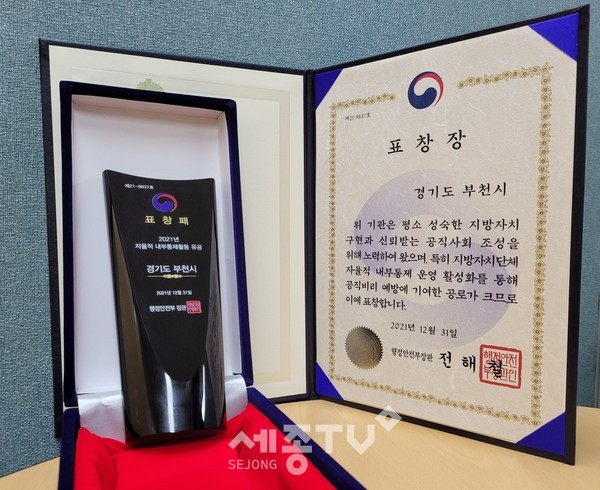 제21-0837호
표 창 패
2021년
자율적 내부통제활동 유공
경기도 부천시
2021년 12월 31일
행정안전부 장관
제21-0837호
표 창 장
경기도 부천시
위 기관은 평소 성숙한 지방자치
구현과 신뢰받는 공직사회 조성을
위해 노력하여 왔으며, 특히 지방자치단체
자율적 내부통제 운영 활성화를 통해
공직비리 예방에 기여한 공로가 크므로
이에 표창합니다.
2021년 12월 31일
행정안전부장관 전 해 철
행정안전
부장관인
세종TV
SEJONG